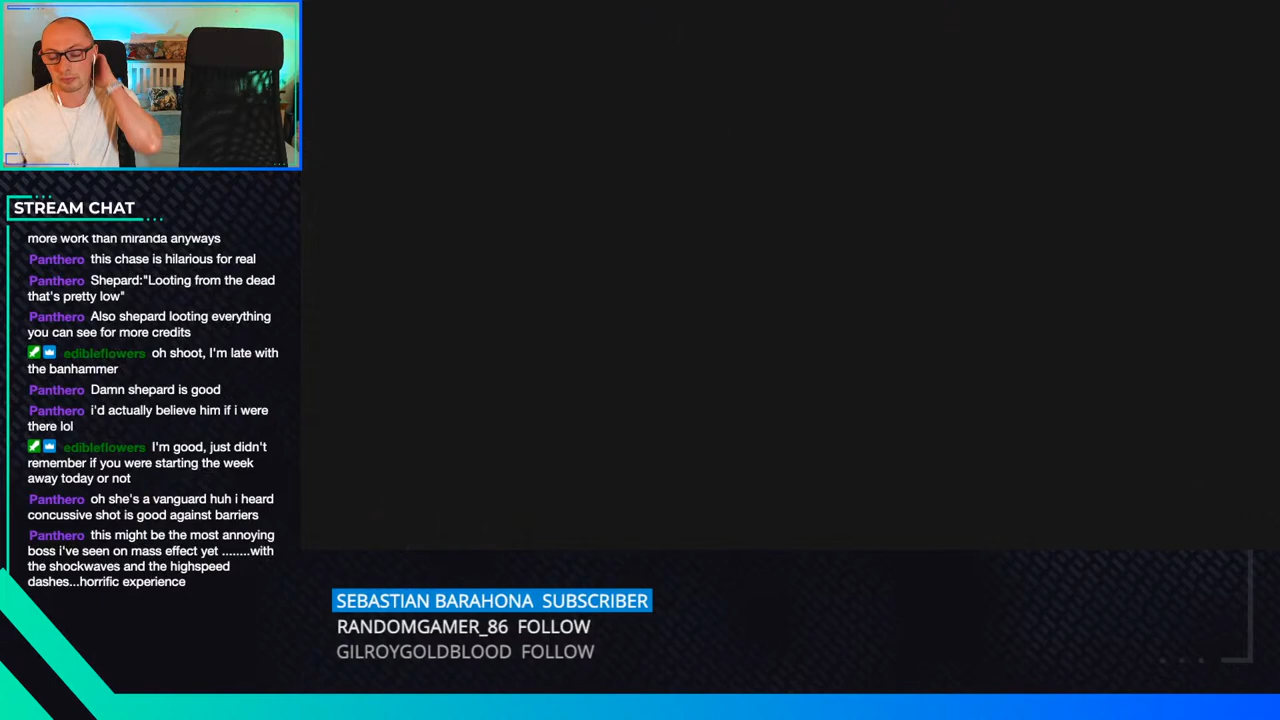 STREAM CHAT
more work than miranda anyways
Panthero this chase is hilarious for real
Panthero Shepard:"Looting from the dead
that's pretty low"
Panthero Also shepard looting everything
you can see for more credits
edibleflowers oh shoot, I'm late with
the banhammer
Panthero Damn shepard is good
Panthero i'd actually believe him if i were
there lol
edibleflowers I'm good, just didn't
remember if you were starting the week
away today or not
Panthero oh she's a vanguard huh i heard
concussive shot is good against barriers
Panthero this might be the most annoying
boss i've seen on mass effect yet ........with
the shockwaves and the highspeed
dashes...horrific experience
SEBASTIAN BARAHONA SUBSCRIBER
RANDOMGAMER_86 FOLLOW
GILROYGOLDBLOOD FOLLOW